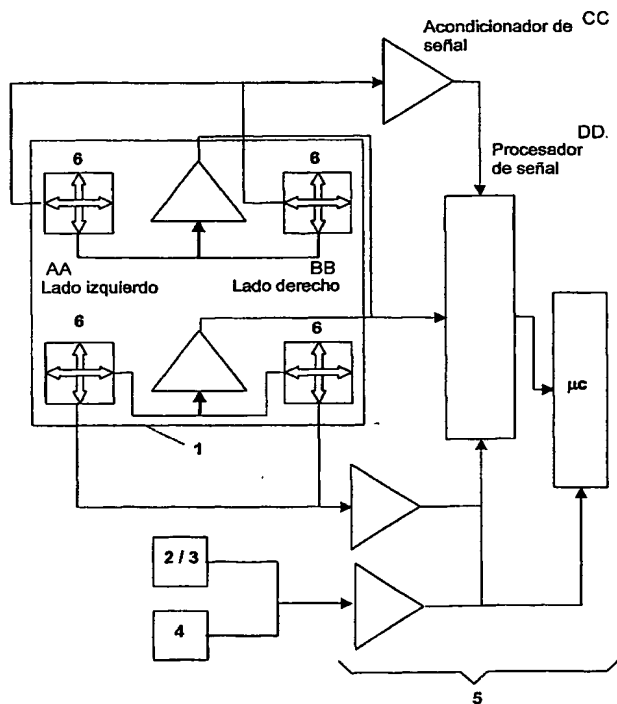 Acondicionador de CC
señal
DD.
Procesador
de señal
6 6
AA BB
Lado izquierdo Lado derecho
6 6
µc
1
2 / 3
4
5